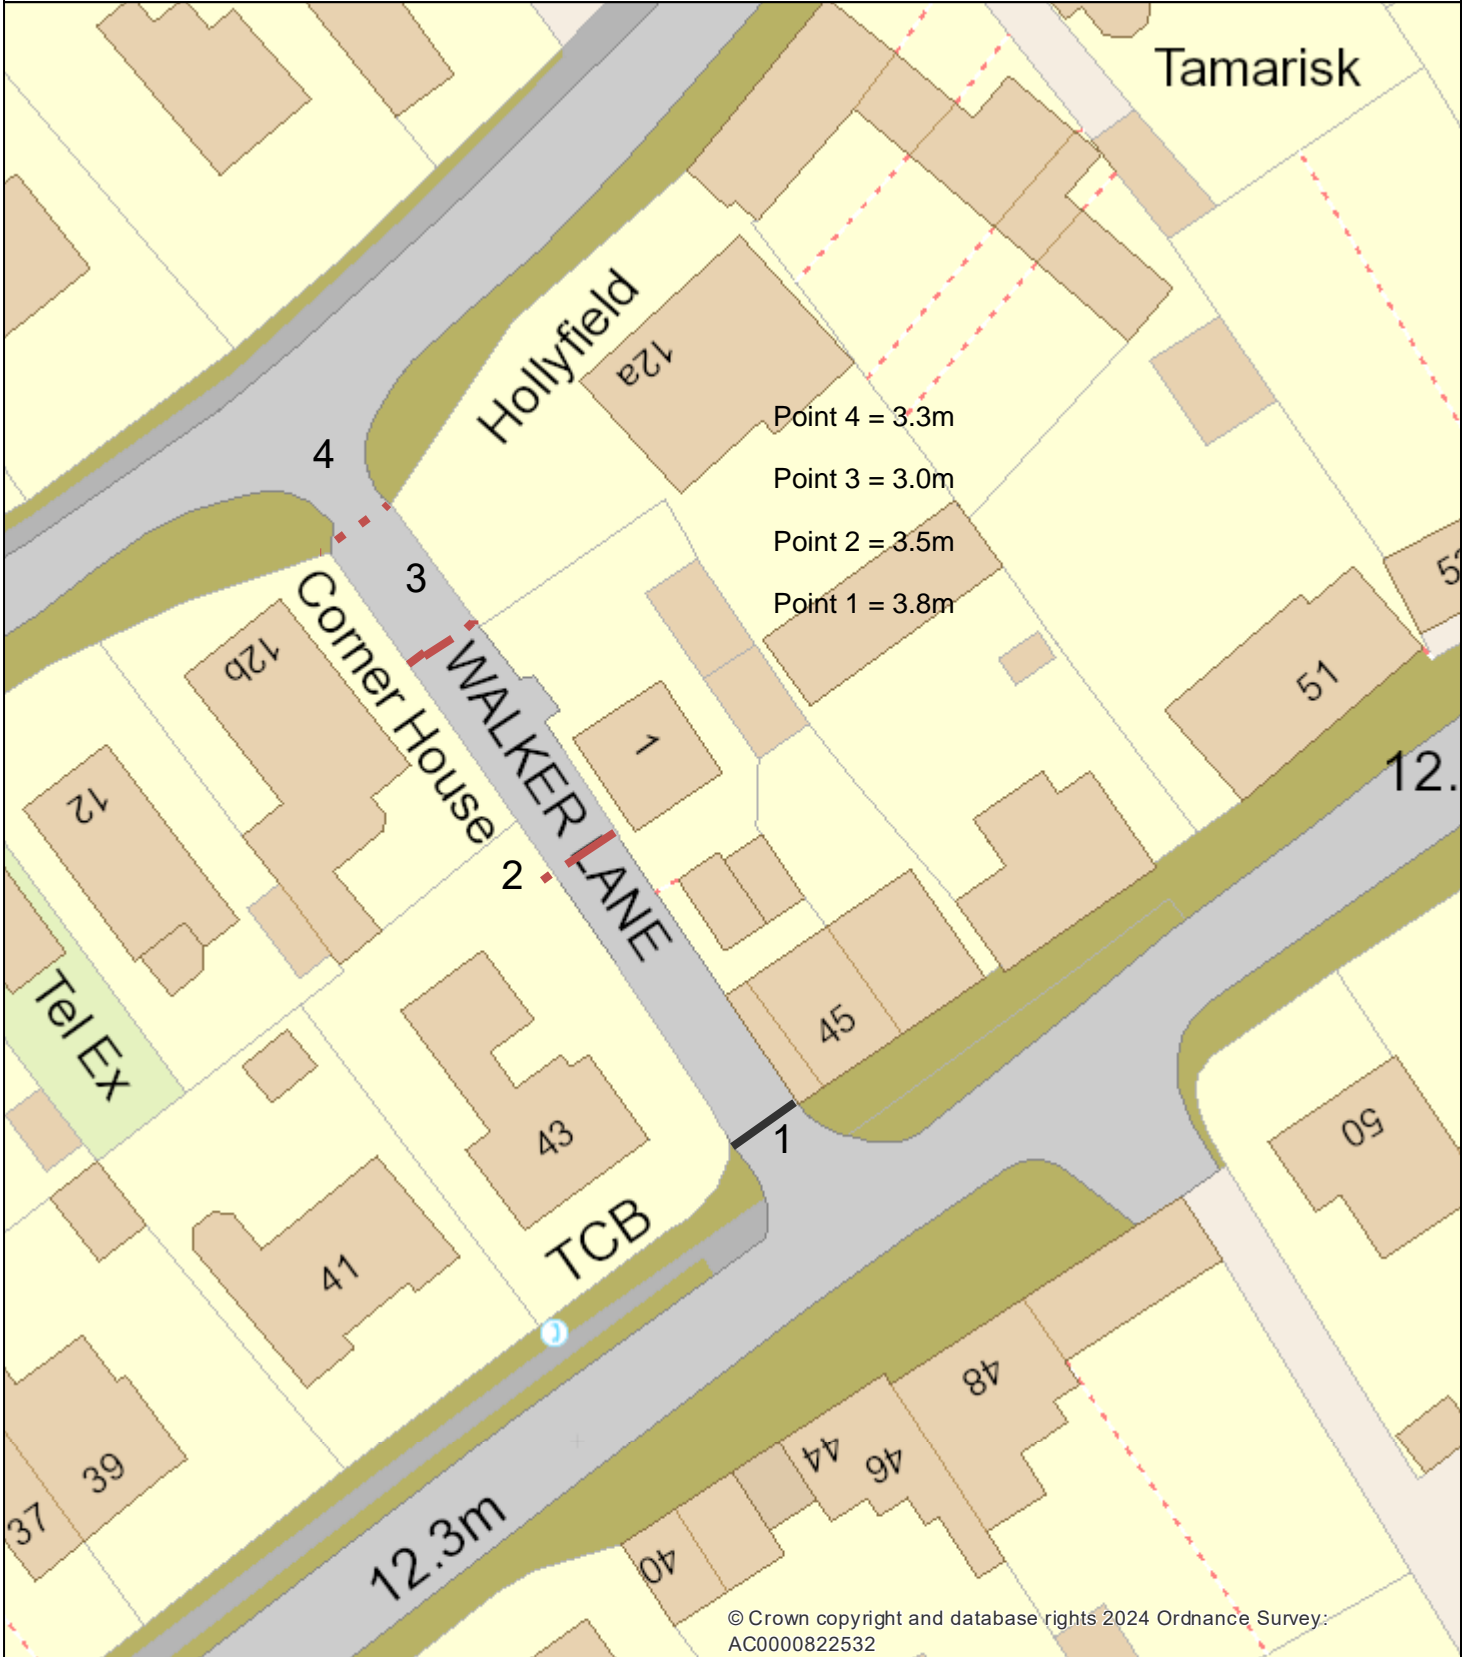 Tamarisk
Hollyfield
12a
4
Point 4 = 3.3m
Point 3 = 3.0m
Point 2 = 3.5m
Point 1 = 3.8m
3
Corner House
12b
WALKER LANE
1
51
12
12.
2
45
Tel Ex
43
1
50
TCB
41
48
44
46
39
37
12.3m
40
© Crown copyright and database rights 2024 Ordnance Survey:
AC0000822532